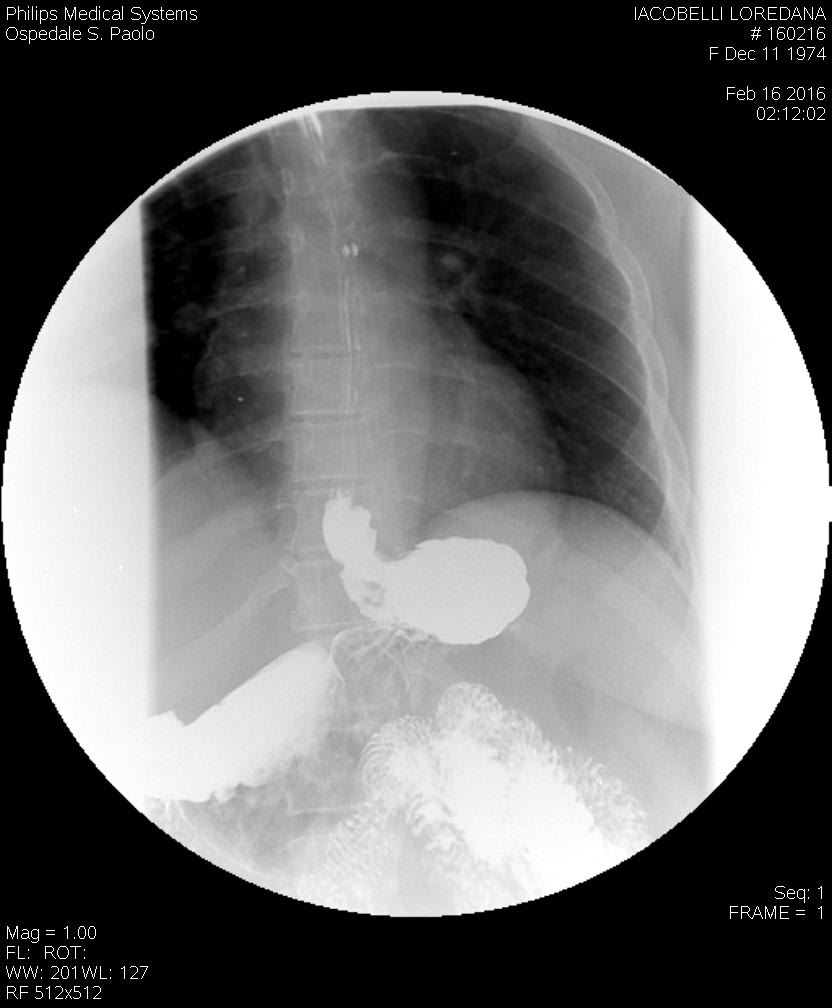 Philips Medical Systems
Ospedale S. Paolo
IACOBELLI LOREDANA
# 160216
F Dec 11 1974
Feb 16 2016
02:12:02
Seq: 1
FRAME = 1
Mag = 1.00
FL: ROT:
WW: 201WL: 127
RF 512x512